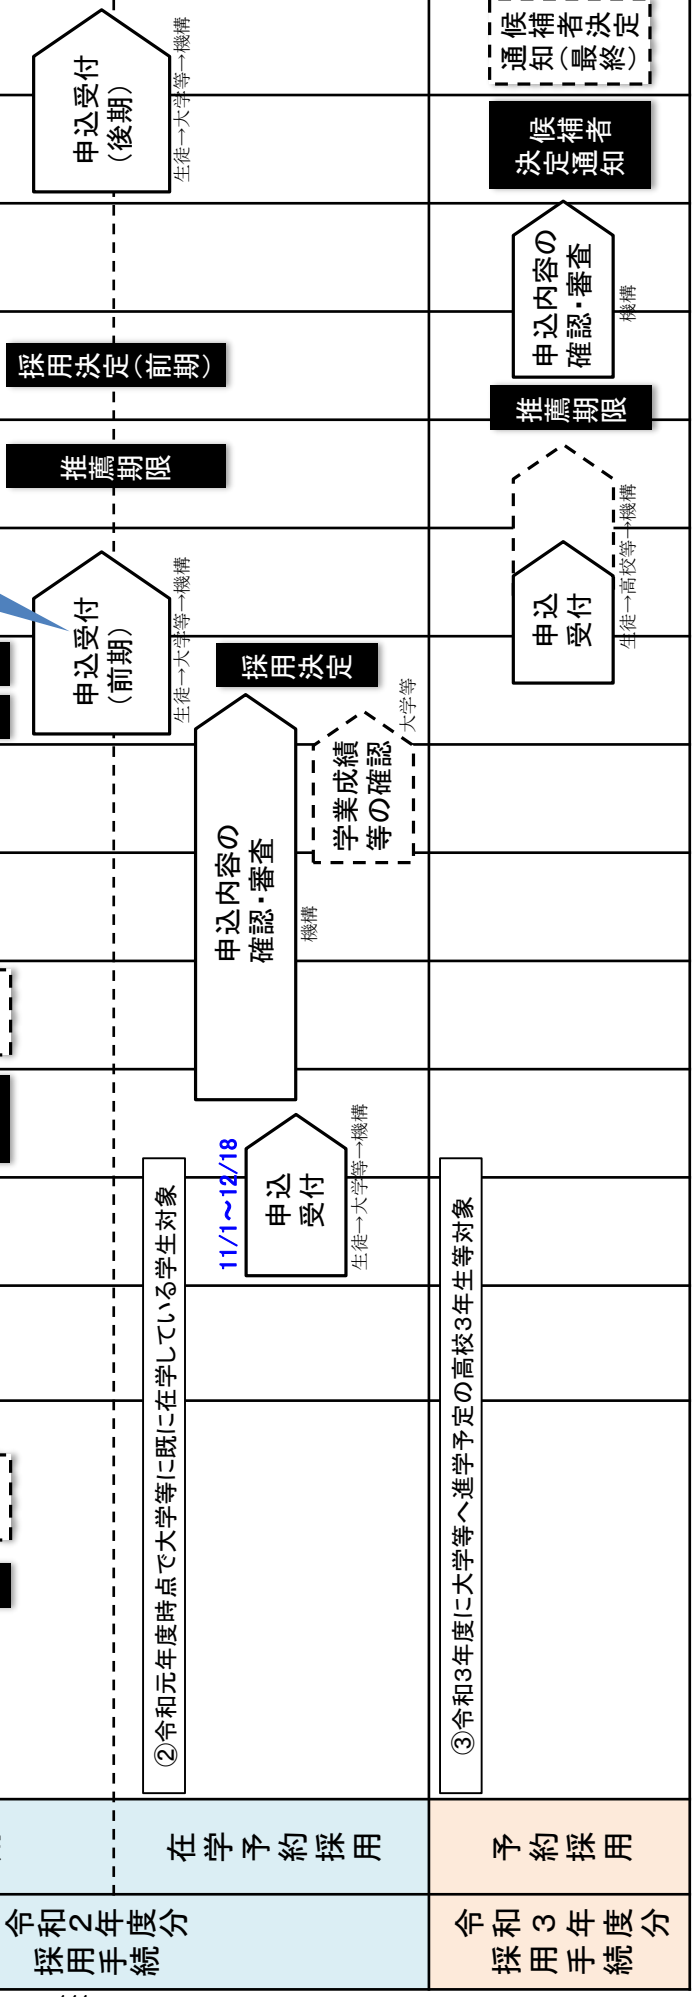 令和２年度分
採用手続
申込受付
（前期）
生徒→大学等→機構
推薦期限
採用決定（前期）
申込受付
（後期）
生徒→大学等→機構
在学予約採用
②令和元年度時点で大学等に既に在学している学生対象
11/1～12/18
申込
受付
生徒→大学等→機構
申込内容の
確認・審査
機構
学業成績
等の確認
大学等
採用決定
令和３年度分
採用手続
予約採用
③令和3年度に大学等へ進学予定の高校3年生等対象
申込
受付
生徒→高校等→機構
推薦期限
申込内容の
確認・審査
機構
候補者
決定通知
候補者決定
通知（最終）